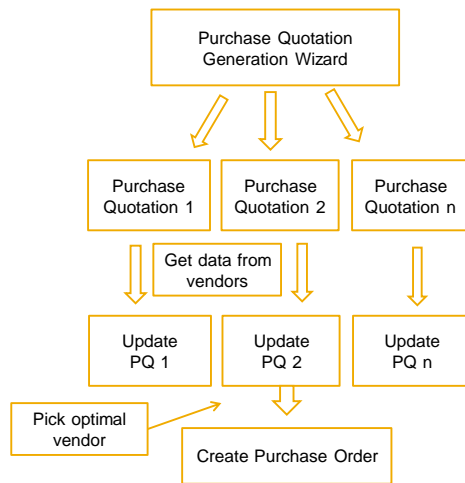 Purchase Quotation
Generation Wizard
Purchase
Quotation 1
Purchase
Quotation 2
Purchase
Quotation n
Get data from
vendors
Update
PQ 1
Update
PQ 2
Update
PQ n
Pick optimal
vendor
Create Purchase Order